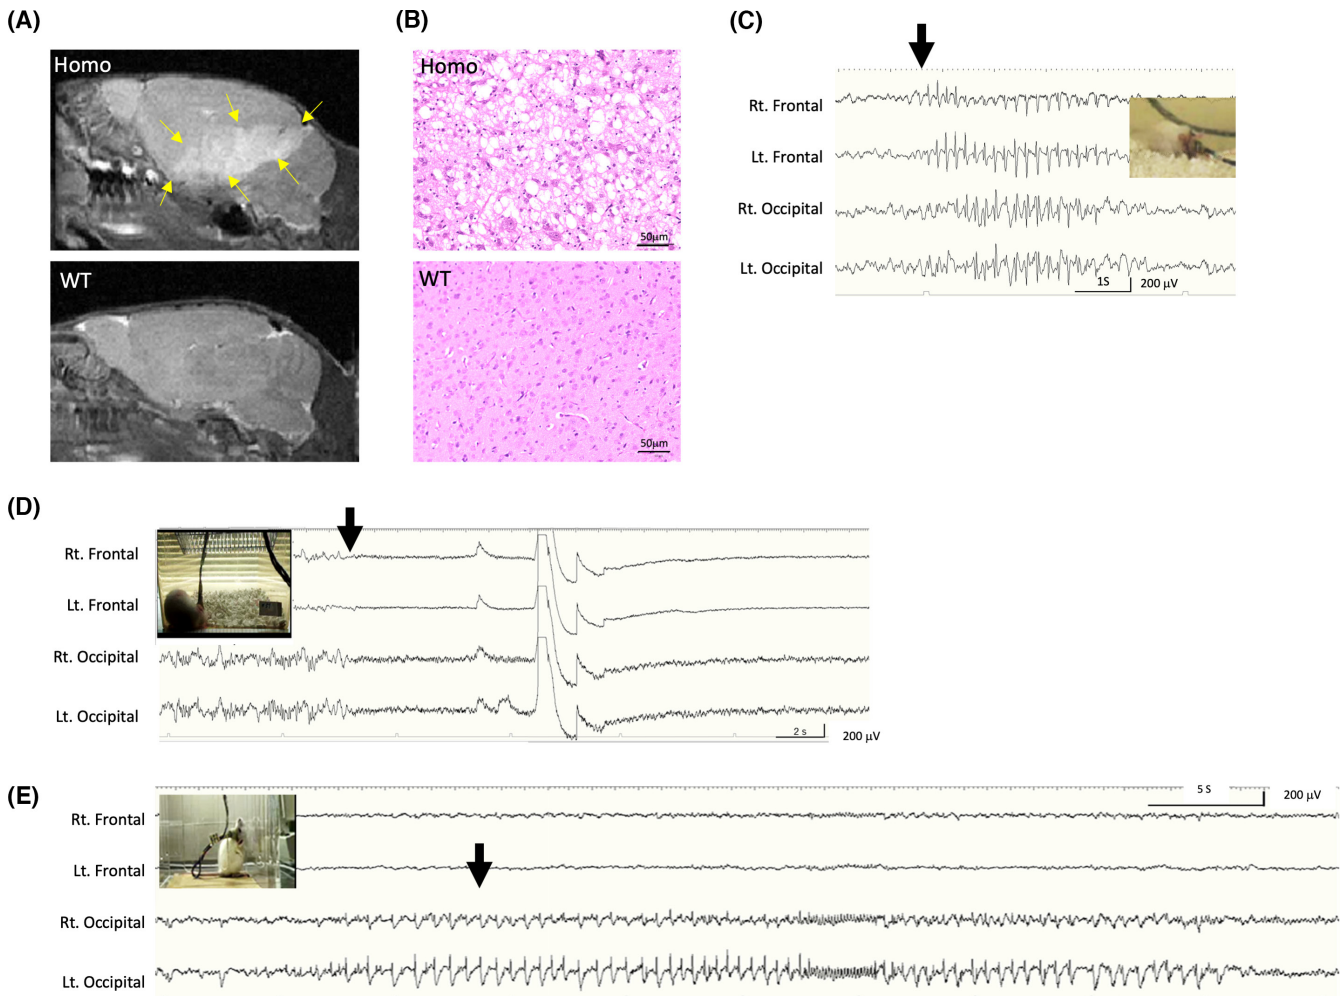 (A)
Homo
WT
(B)
Homo
50μm
WT
50μm
(C)
Rt. Frontal
Lt. Frontal
Rt. Occipital
Lt. Occipital
1S
200 μV
(D)
Rt. Frontal
Lt. Frontal
Rt. Occipital
Lt. Occipital
2 s
200 μV
(E)
5 S
200 μV
Rt. Frontal
Lt. Frontal
Rt. Occipital
Lt. Occipital